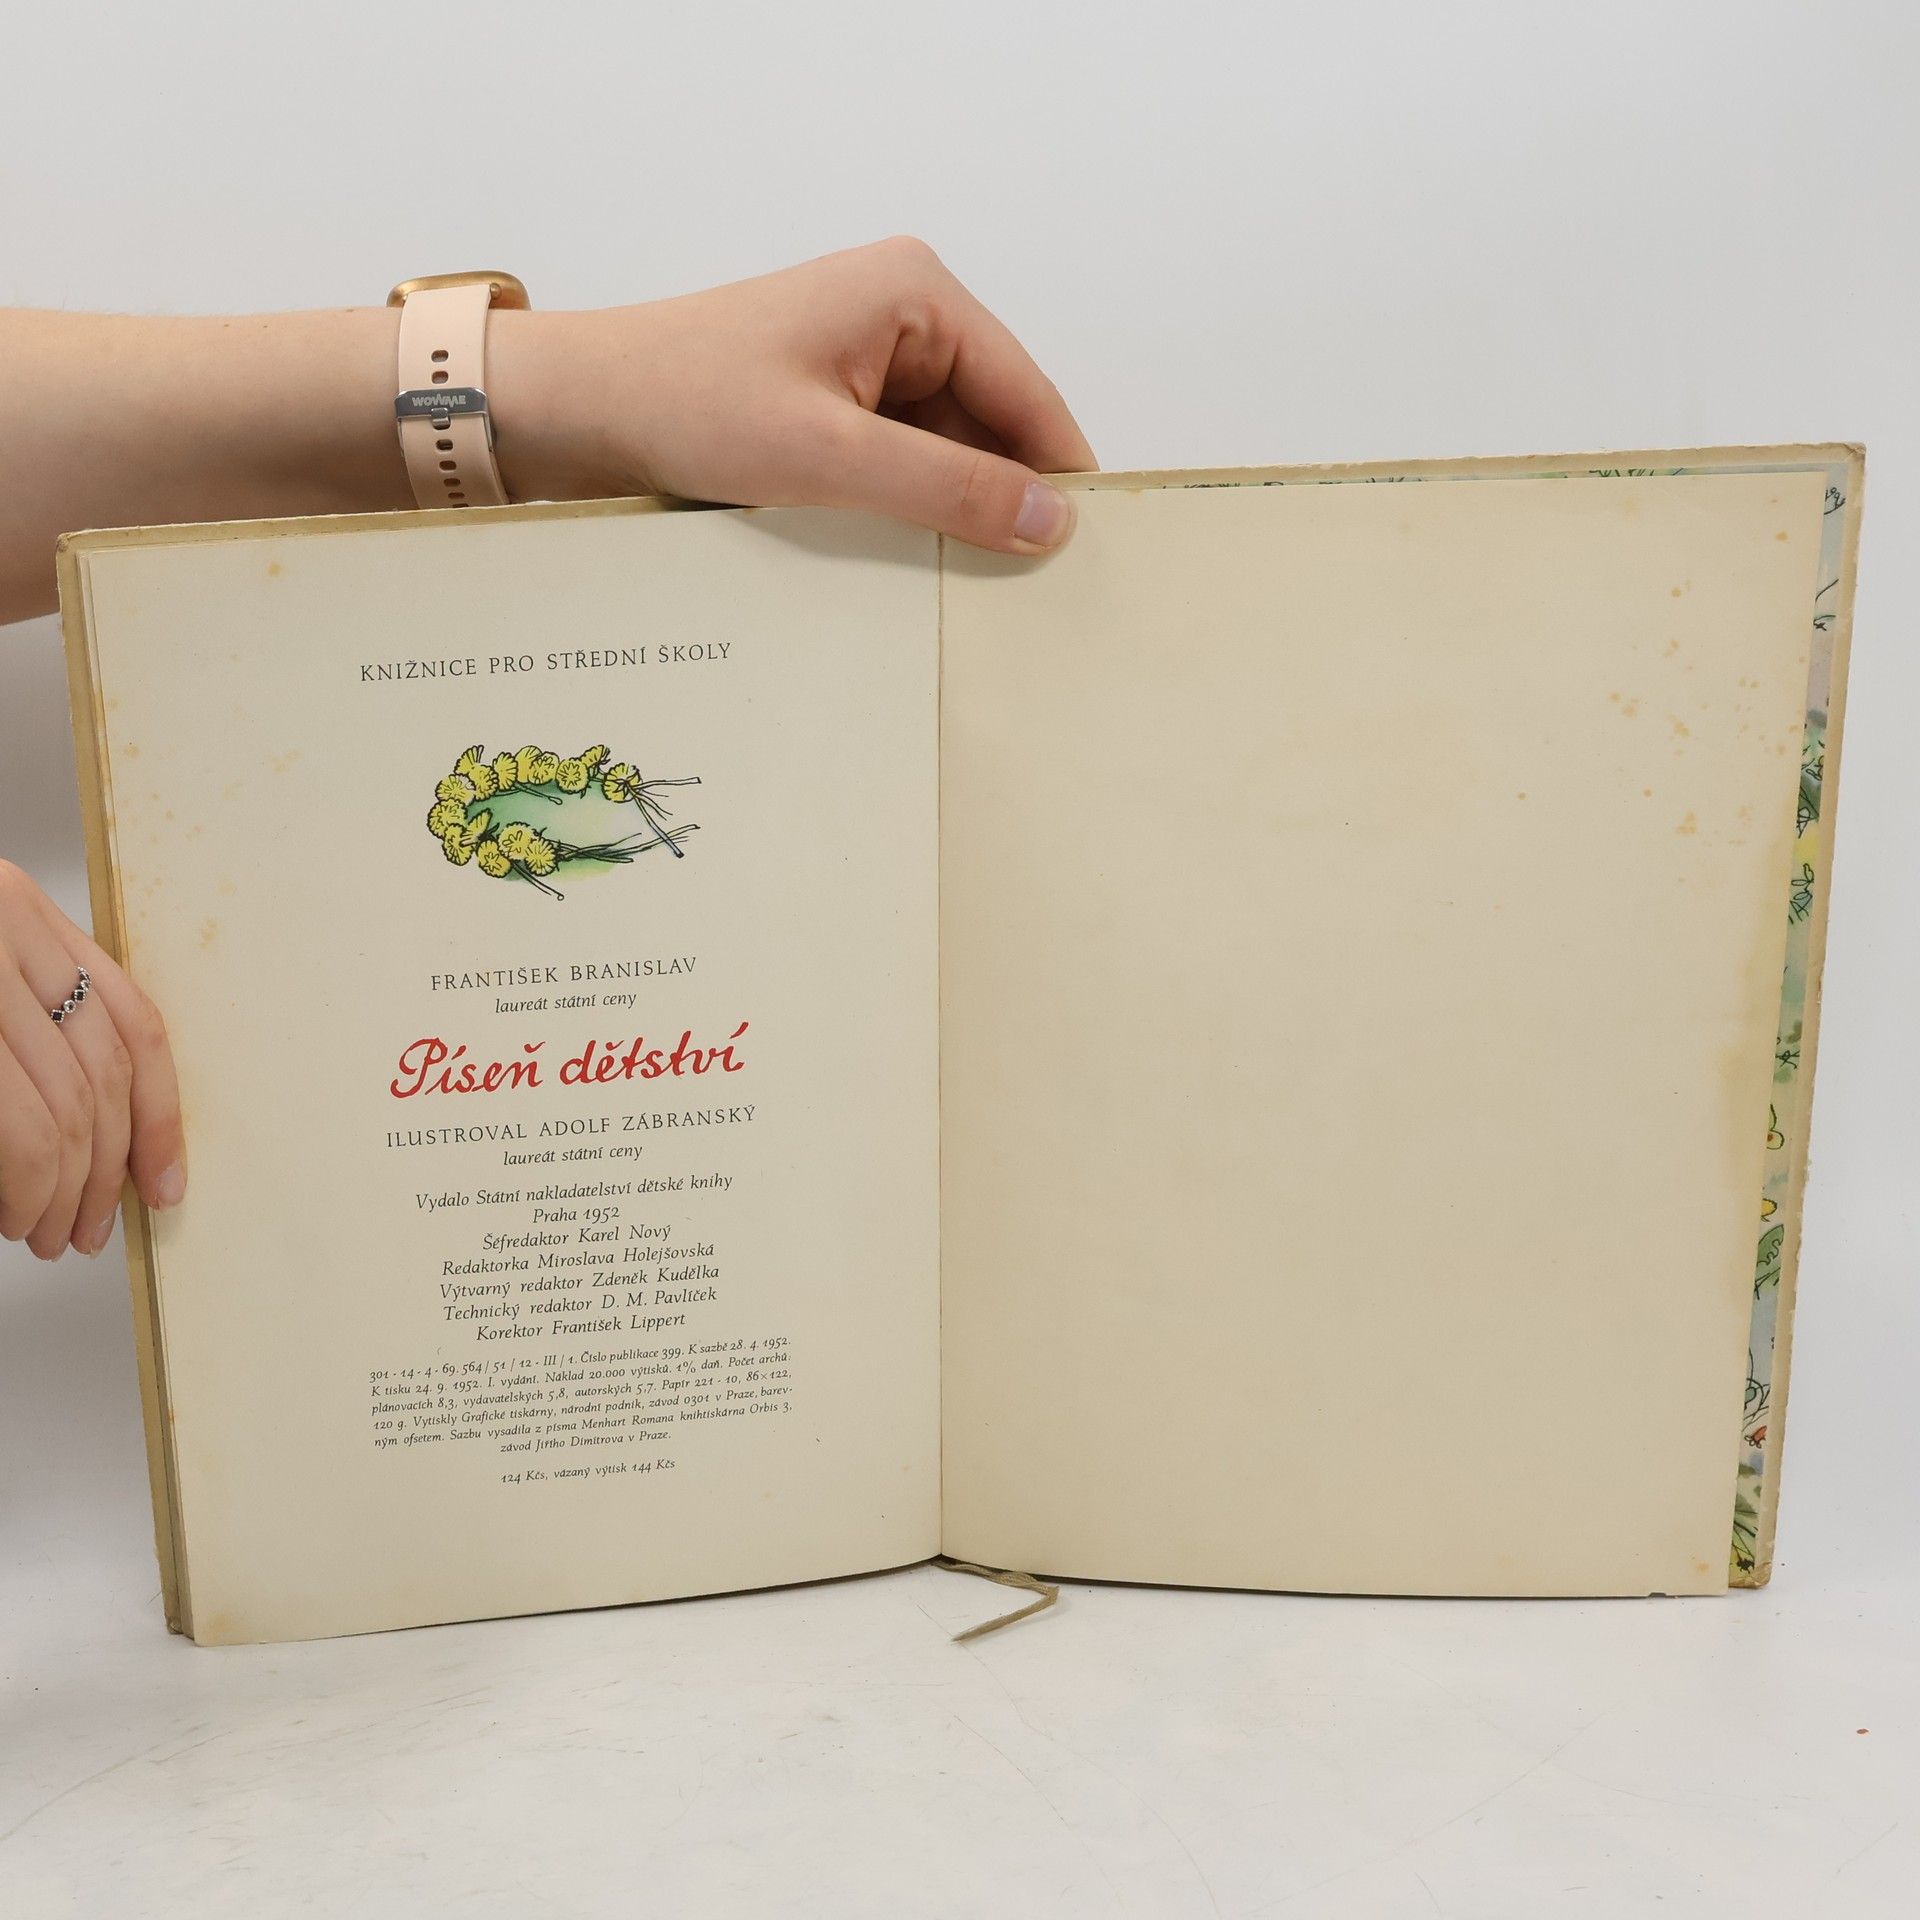 WOWME
KNIŽNICE PRO STŘEDNÍ ŠKOLY
FRANTIŠEK BRANISLAV
laureát státní ceny
Píseň dětství
ILUSTROVAL ADOLF ZÁBRANSKÝ
laureát státní ceny
Vydalo Státní nakladatelství dětské knihy
Praha 1952
Šéfredaktor Karel Nový
Redaktorka Miroslava Holejšovská
Výtvarný redaktor Zdeněk Kudělka
Technický redaktor D. M. Pavlíček
Korektor František Lippert
301 - 14 - 4 - 69. 564 / 51 / 12 - III / 1. Číslo publikace 399. K sazbě 28. 4. 1952.
K tisku 24. 9. 1952. I. vydání. Náklad 20.000 výtisků. 1% daň. Počet archů:
plánovacích 8,3, vydavatelských 5,8, autorských 5,7. Papír 221 - 10, 86×122,
120 g. Vytiskly Grafické tiskárny, národní podnik, závod 0301 v Praze, barev-
ným ofsetem. Sazbu vysadila z písma Menhart Romana knihtiskárna Orbis 3,
závod Jiřího Dimitrova v Praze.
124 Kčs, vázaný výtisk 144 Kčs